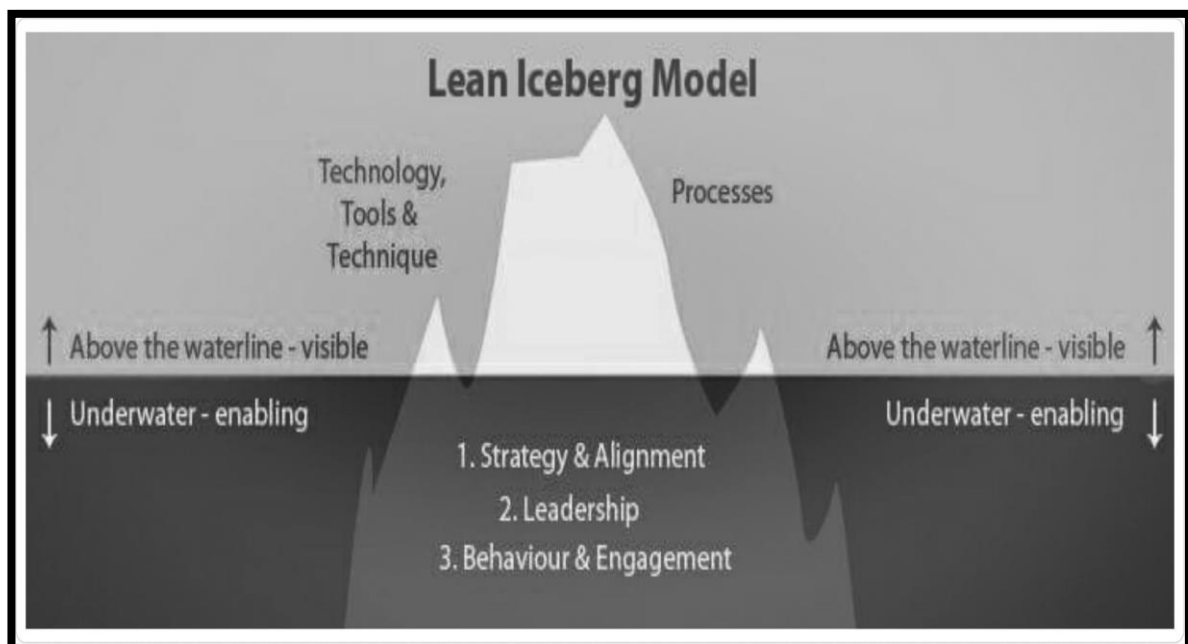 Lean Iceberg Model
Technology,
Tools &
Technique
Processes
Above the waterline - visible
Above the waterline - visible
Underwater - enabling
Underwater - enabling
1. Strategy & Alignment
2. Leadership
3. Behaviour & Engagement